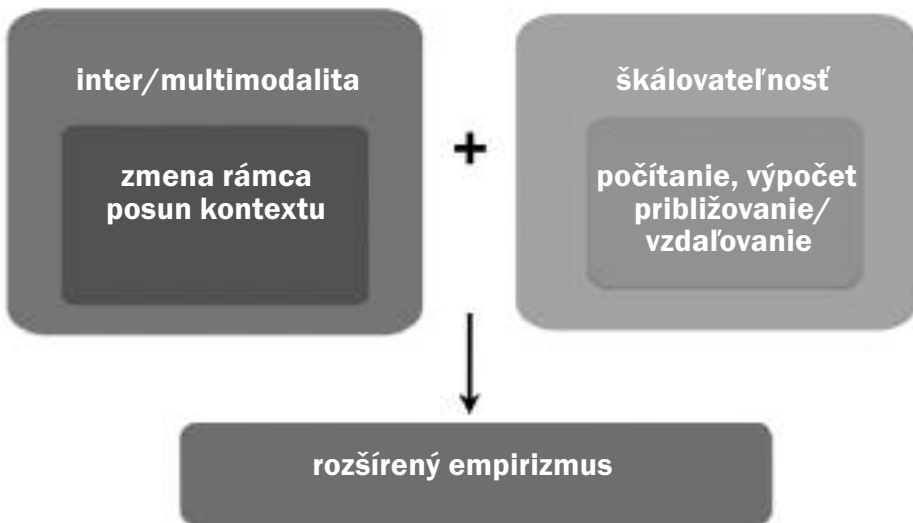 inter/multimodalita
zmena rámca
posun kontextu
+
škálovateľnosť
počítanie, výpočet
približovanie/
vzdaľovanie
rozšírený empirizmus